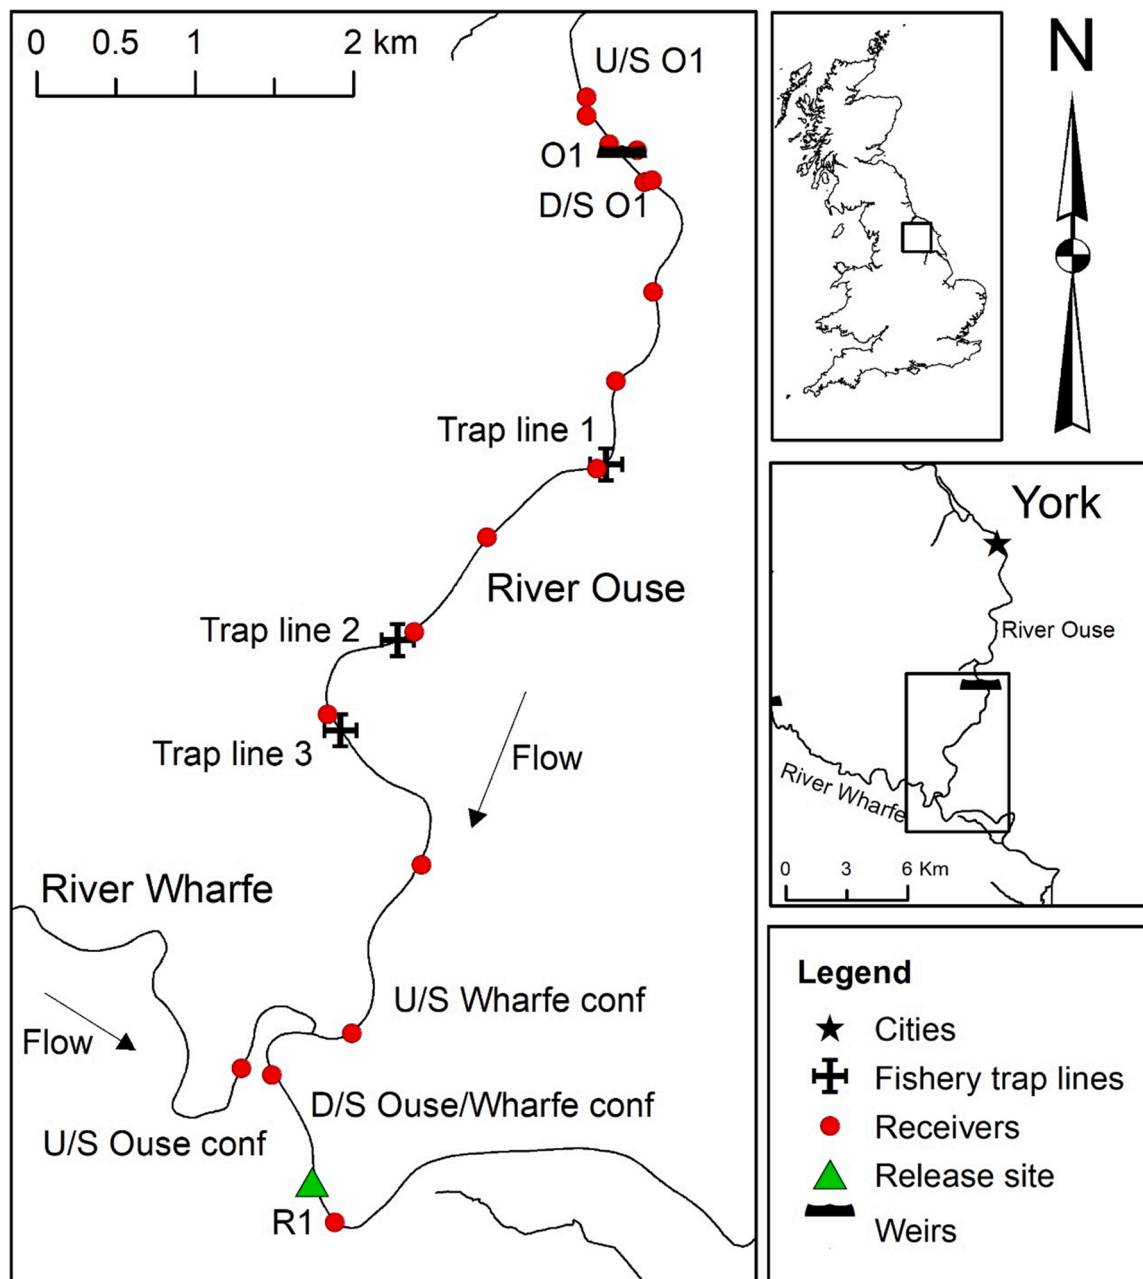 0 0.5 1 2 km
U/S O1
O1
D/S O1
Trap line 1
River Ouse
Trap line 2
Trap line 3
Flow
River Wharfe
U/S Wharfe conf
Flow
D/S Ouse/Wharfe conf
U/S Ouse conf
R1
N
York
River Ouse
River Wharfe
0 3 6 Km
Legend
Cities
Fishery trap lines
Receivers
Release site
Weirs